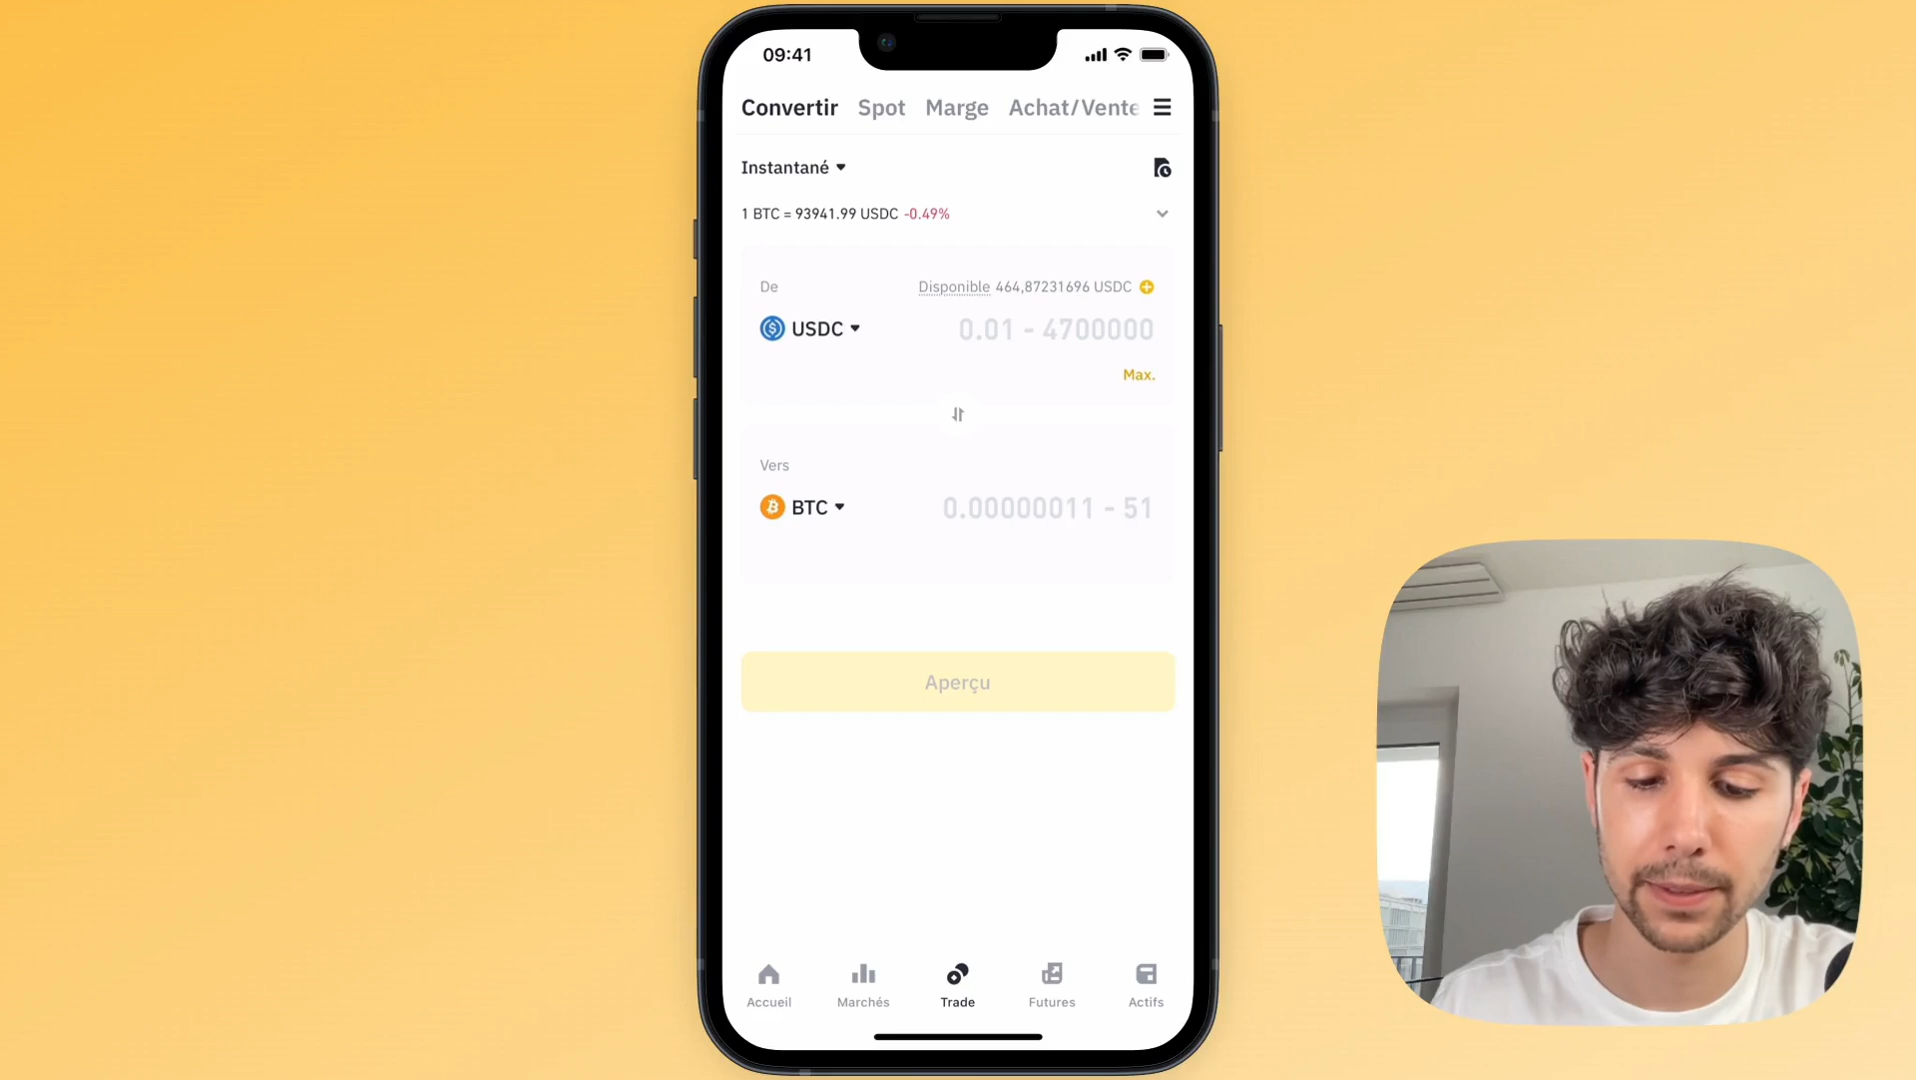 09:41
Convertir Spot Marge Achat/Vente
Instantané
1 BTC = 93941.99 USDC -0.49%
De Disponible 464,87231696 USDC
USDC 0.01 - 4700000
Max.
Vers
BTC 0.00000011 - 51
Aperçu
Accueil Marchés Trade Futures Actifs